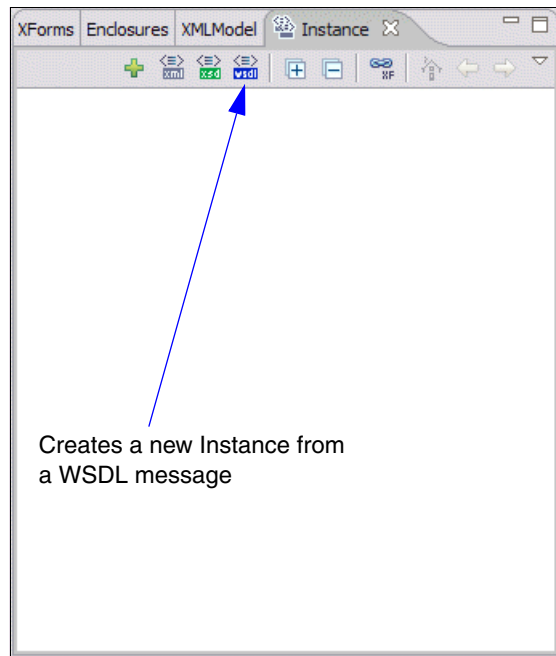 XForms Enclosures XMLModel Instance
xml xsd wsdl XF
Creates a new Instance from
a WSDL message